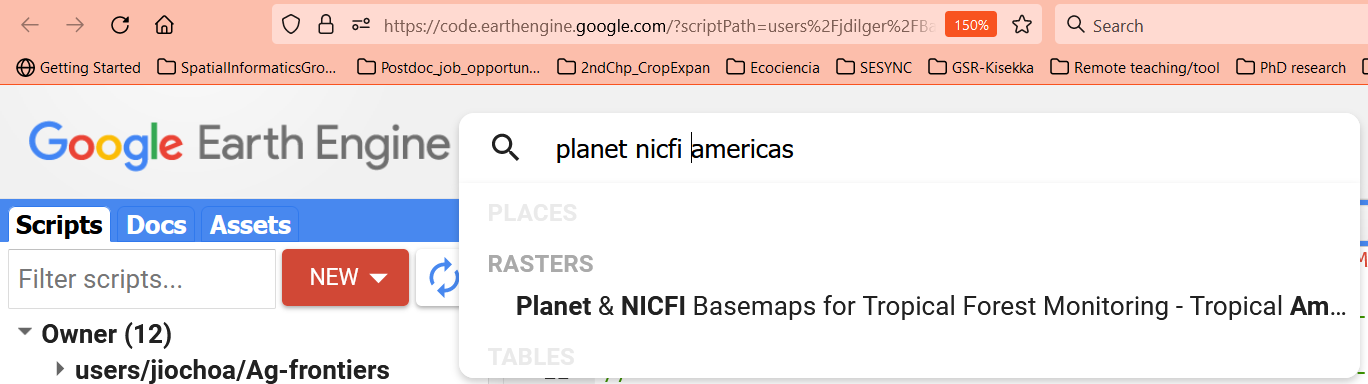 https://code.earthengine.google.com/?scriptPath=users%2Fjdilger%2FBa
150%
Search
Getting Started
SpatialInformaticsGro...
Postdoc_job_opportun...
2ndChp_CropExpan
Ecociencia
SESYNC
GSR-Kisekka
Remote teaching/tool
PhD research
Google Earth Engine
planet nicfi americas
Scripts
Docs
Assets
PLACES
RASTERS
Filter scripts...
NEW
Planet & NICFI Basemaps for Tropical Forest Monitoring - Tropical Am...
Owner (12)
TABLES
users/jiochoa/Ag-frontiers
//